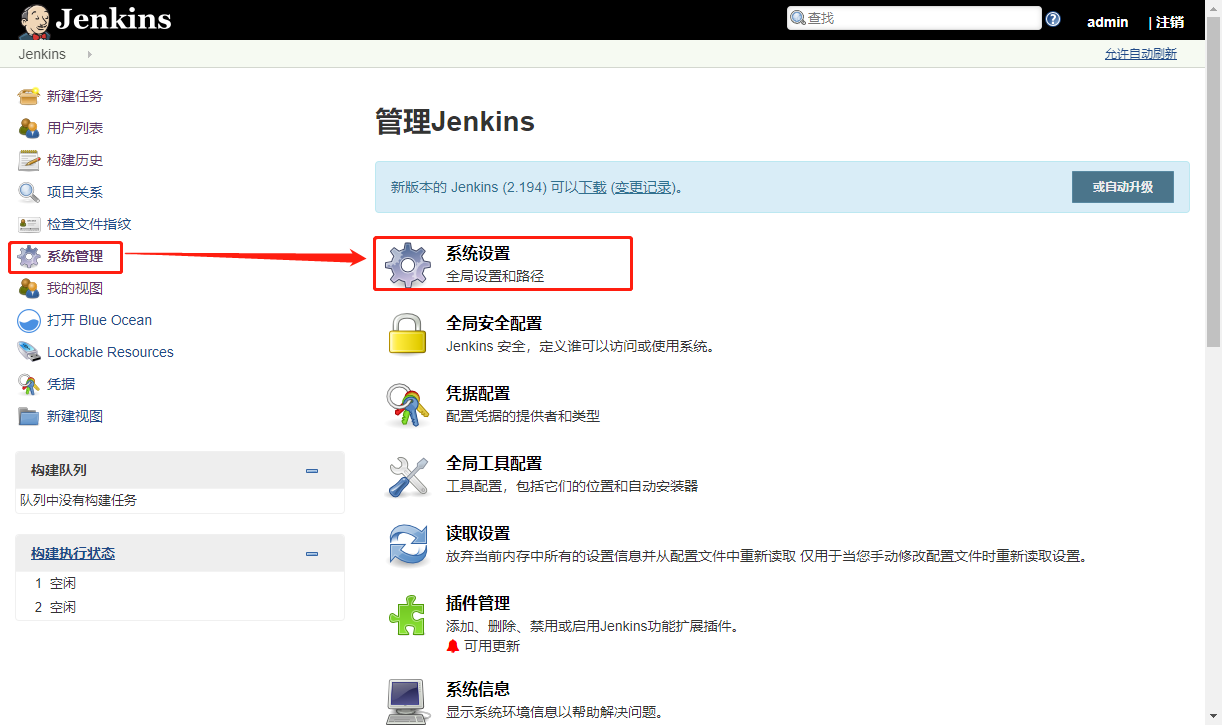 Jenkins
查找
admin
| 注销
Jenkins
允许自动刷新
新建任务
用户列表
构建历史
项目关系
检查文件指纹
系统管理
我的视图
打开 Blue Ocean
Lockable Resources
凭据
新建视图
构建队列
队列中没有构建任务
构建执行状态
1 空闲
2 空闲
管理Jenkins
新版本的 Jenkins (2.194) 可以下载 (变更记录)。
或自动升级
系统设置
全局设置和路径
全局安全配置
Jenkins 安全，定义谁可以访问或使用系统。
凭据配置
配置凭据的提供者和类型
全局工具配置
工具配置，包括它们的位置和自动安装器
读取设置
放弃当前内存中所有的设置信息并从配置文件中重新读取 仅用于当您手动修改配置文件时重新读取设置。
插件管理
添加、删除、禁用或启用Jenkins功能扩展插件。
可用更新
系统信息
显示系统环境信息以帮助解决问题。